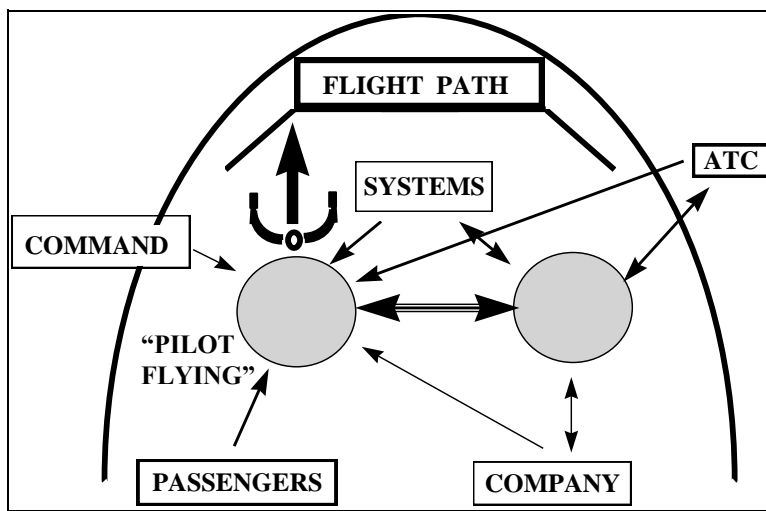 FLIGHT PATH
ATC
SYSTEMS
COMMAND
“PILOT
FLYING”
PASSENGERS
COMPANY